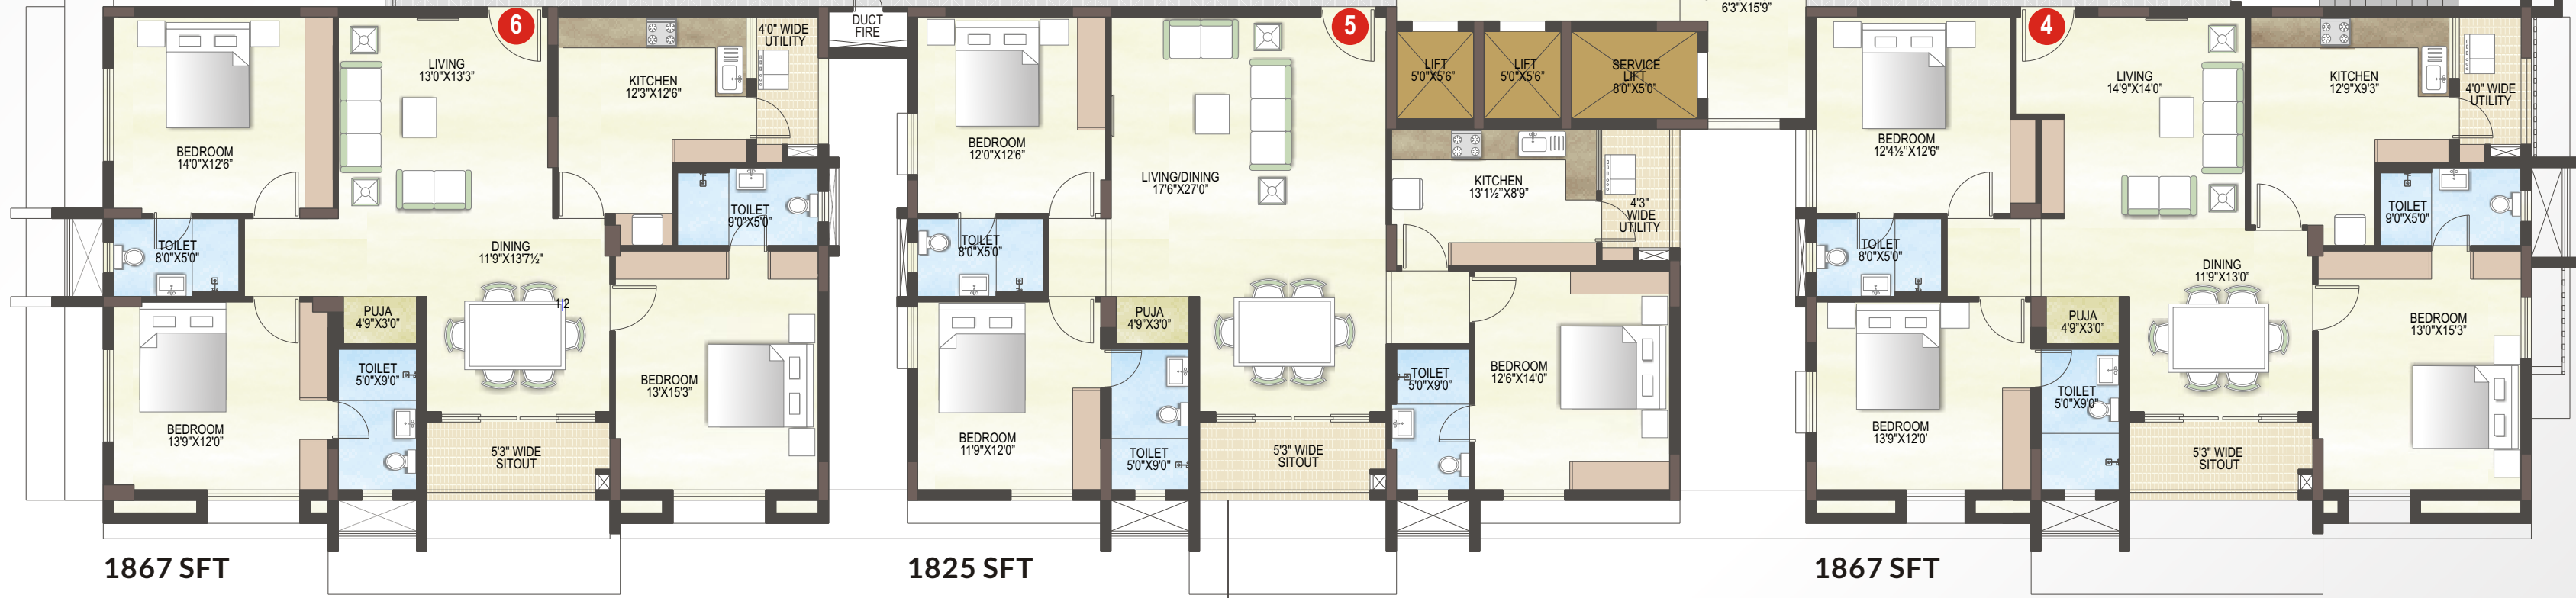 6'3"X15'9"
6
LIVING
13'0"X13'3"
KITCHEN
12'3"X12'6"
4'0" WIDE
UTILITY
BEDROOM
14'0"X12'6"
TOILET
9'0"X5'0"
TOILET
8'0"X5'0"
DINING
11'9"X13'7½"
12
PUJA
4'9"X3'0"
TOILET
5'0"X9'0"
BEDROOM
13'X15'3"
BEDROOM
13'9"X12'0"
5'3" WIDE
SITOUT
1867 SFT
DUCT
FIRE
5
BEDROOM
12'0"X12'6"
LIVING/DINING
17'6"X27'0"
LIFT
5'0"X5'6"
LIFT
5'0"X5'6"
SERVICE
LIFT
8'0"X5'0"
KITCHEN
13'1½"X8'9"
4'3"
WIDE
UTILITY
TOILET
8'0"X5'0"
PUJA
4'9"X3'0"
TOILET
5'0"X9'0"
BEDROOM
12'6"X14'0"
BEDROOM
11'9"X12'0"
TOILET
5'0"X9'0"
5'3" WIDE
SITOUT
1825 SFT
4
LIVING
14'9"X14'0"
KITCHEN
12'9"X9'3"
4'0" WIDE
UTILITY
BEDROOM
12'4½"X12'6"
TOILET
9'0"X5'0"
TOILET
8'0"X5'0"
DINING
11'9"X13'0"
PUJA
4'9"X3'0"
BEDROOM
13'0"X15'3"
TOILET
5'0"X9'0"
BEDROOM
13'9"X12'0'
5'3" WIDE
SITOUT
1867 SFT